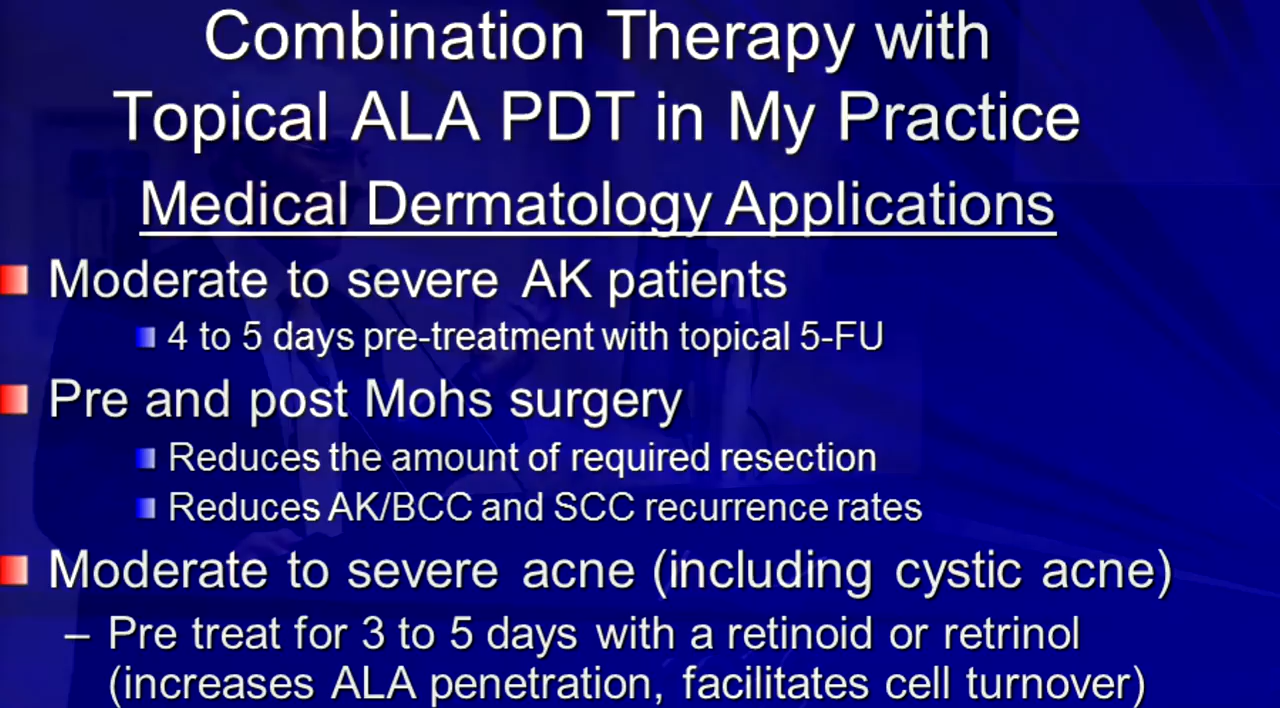 Combination Therapy with
Topical ALA PDT in My Practice
Medical Dermatology Applications
Moderate to severe AK patients
4 to 5 days pre-treatment with topical 5-FU
Pre and post Mohs surgery
Reduces the amount of required resection
Reduces AK/BCC and SCC recurrence rates
Moderate to severe acne (including cystic acne)
– Pre treat for 3 to 5 days with a retinoid or retrinol
(increases ALA penetration, facilitates cell turnover)